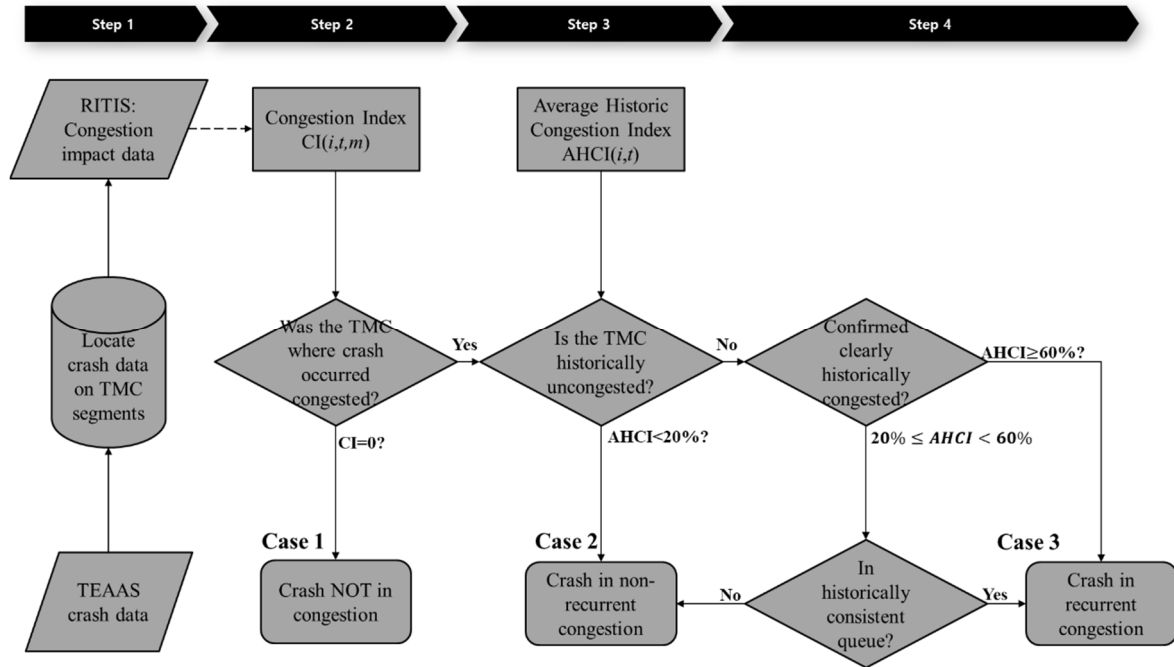 Step 1
Step 2
Step 3
Step 4
RITIS:
Congestion
impact data
Congestion Index
CI(i,t,m)
Average Historic
Congestion Index
AHCI(i,t)
Locate
crash data
on TMC
segments
Was the TMC
where crash
occurred
congested?
Yes
Is the TMC
historically
uncongested?
No
Confirmed
clearly
historically
congested?
AHCI≥60%?
CI=0?
AHCI<20%?
20% ≤ AHCI < 60%
Case 1
Case 2
Case 3
TEAAS
crash data
Crash NOT in
congestion
Crash in non-
recurrent
congestion
No
In
historically
consistent
queue?
Yes
Crash in
recurrent
congestion